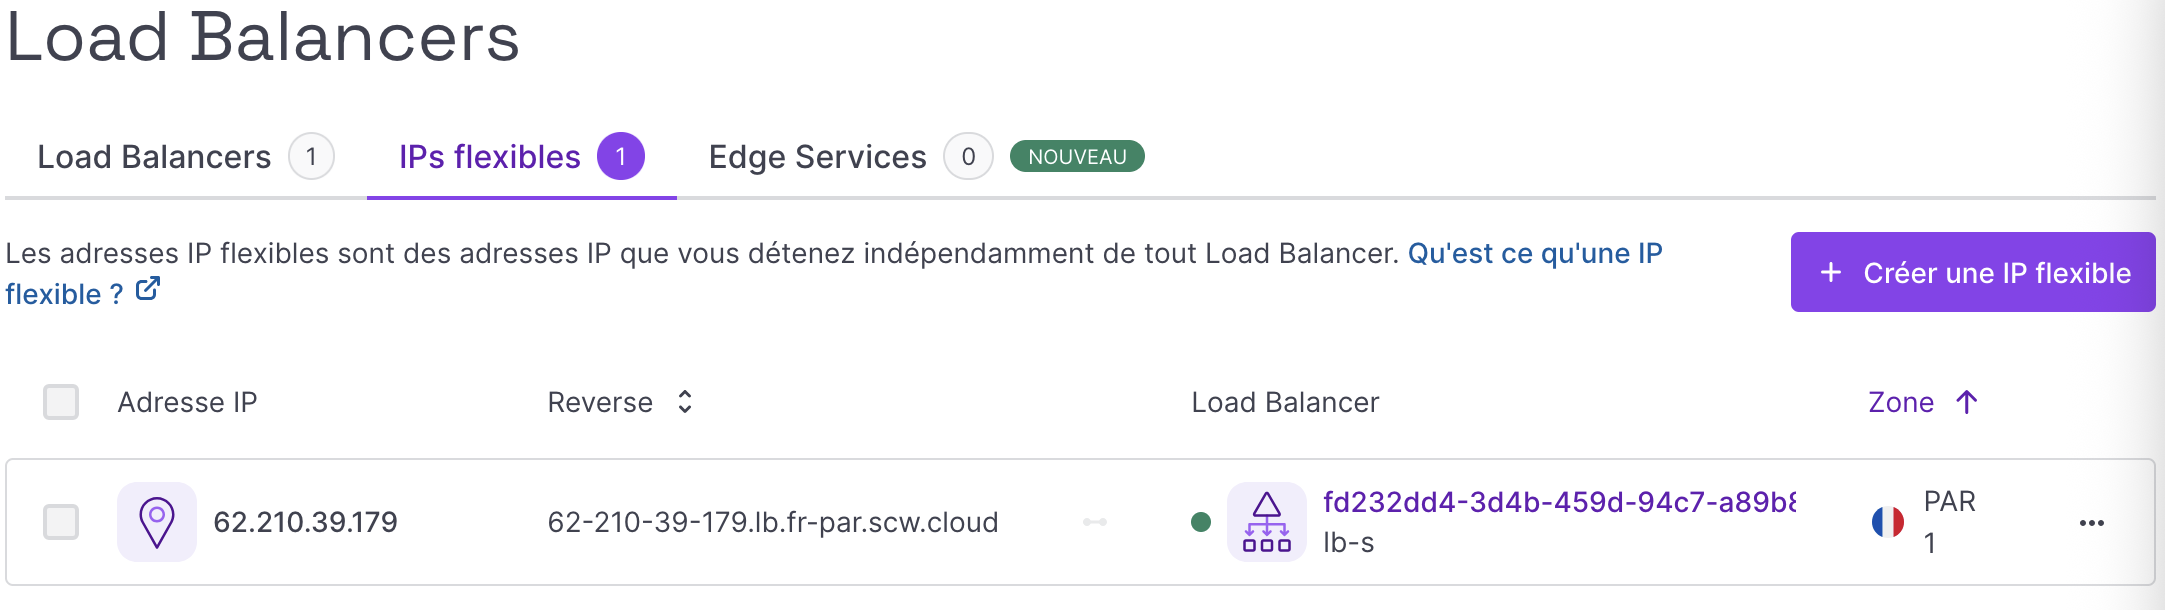 Load Balancers
Load Balancers 1 IPs flexibles 1 Edge Services 0 NOUVEAU
Les adresses IP flexibles sont des adresses IP que vous détenez indépendamment de tout Load Balancer. Qu'est ce qu'une IP
flexible ?
+ Créer une IP flexible
Adresse IP Reverse Load Balancer Zone
62.210.39.179 62-210-39-179.lb.fr-par.scw.cloud fd232dd4-3d4b-459d-94c7-a89b8 PAR
lb-s 1